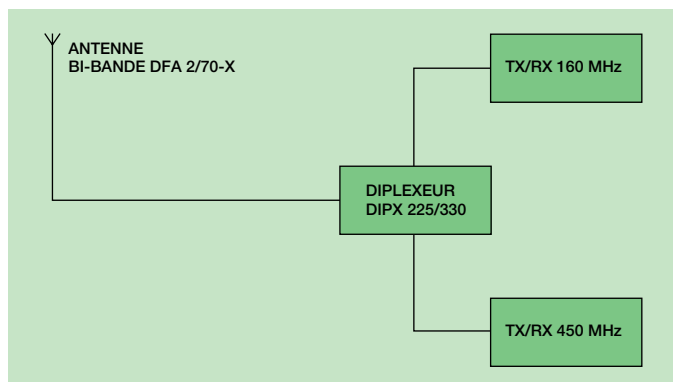 ANTENNE
BI-BANDE DFA 2/70-X
TX/RX 160 MHz
DIPLEXEUR
DIPX 225/330
TX/RX 450 MHz